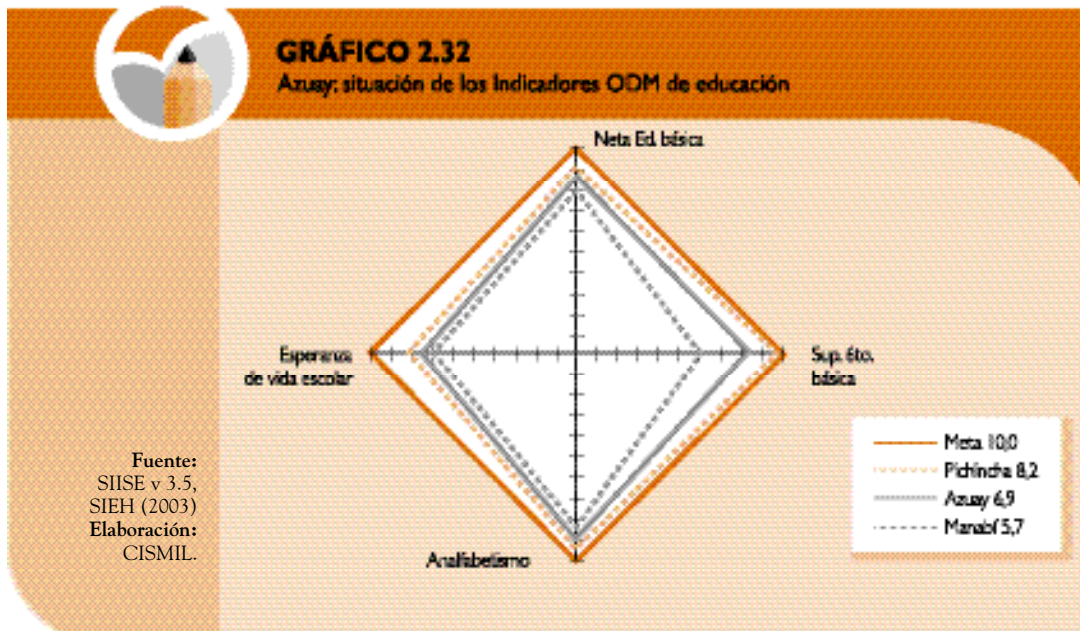 GRÁFICO 2.32
Azuay: situación de los Indicadores ODM de educación
Neta Ed. básica
Esperanza
de vida escolar
Sup. 6to.
básica
Analfabetismo
Meta 10,0
Pichincha 8,2
Azuay 6,9
Manabí 5,7
Fuente:
SIISE v 3.5,
SIEH (2003)
Elaboración:
CISMIL.